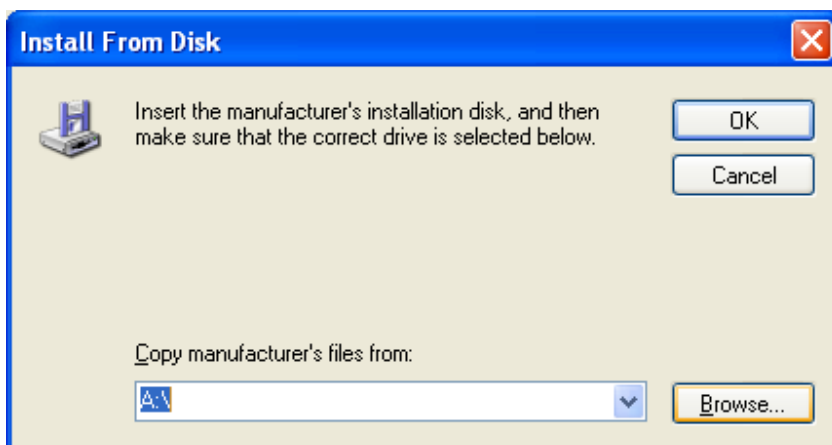 Install From Disk
Insert the manufacturer's installation disk, and then
make sure that the correct drive is selected below.
OK
Cancel
Copy manufacturer's files from:
A:\
Browse...